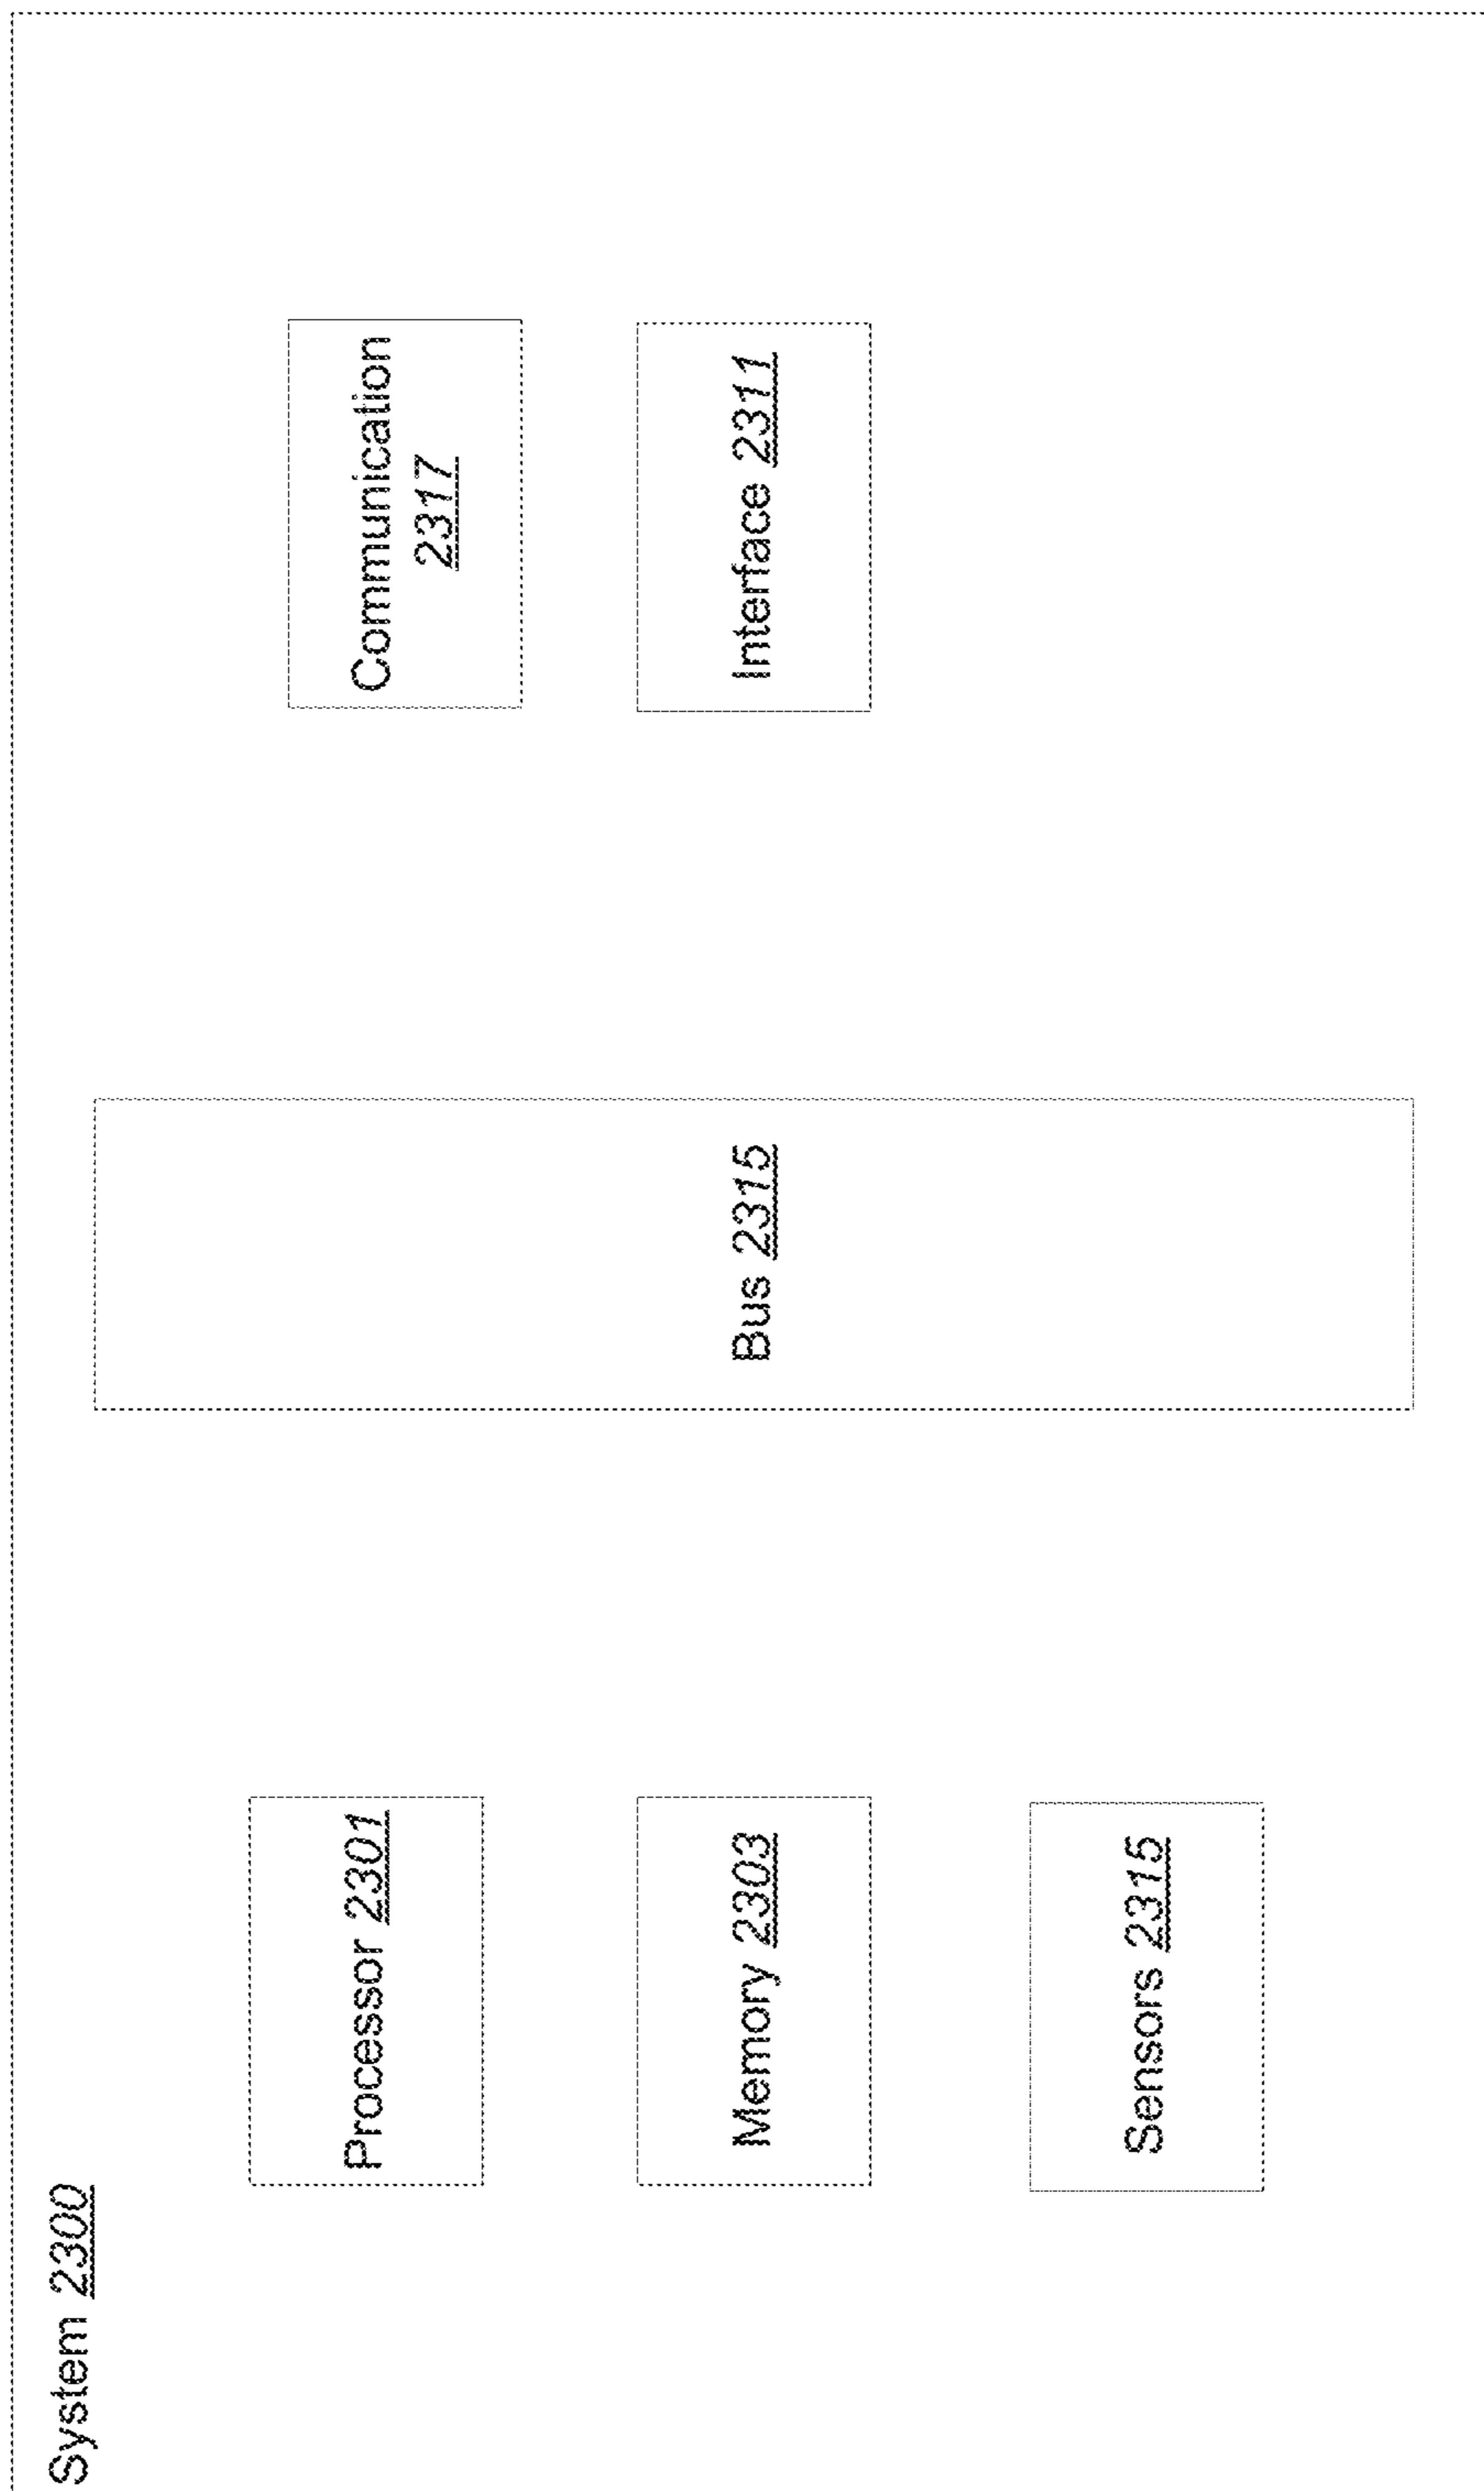 System 2300
Processor 2301
Memory 2303
Sensors 2315
Bus 2315
Communication
2317
Interface 2311